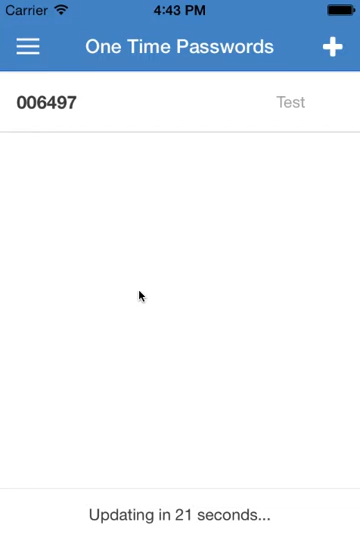 Carrier 4:43 PM
One Time Passwords
006497 Test
Updating in 21 seconds...